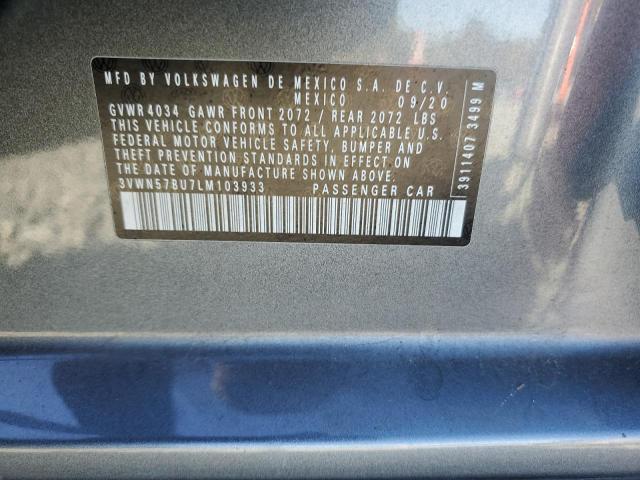 MFD BY VOLKSWAGEN DE MEXICO S.A. DE C.V.
MEXICO 09/20
GVWR 4034 GAWR FRONT 2072 / REAR 2072 LBS
THIS VEHICLE CONFORMS TO ALL APPLICABLE U.S.
FEDERAL MOTOR VEHICLE SAFETY, BUMPER AND
THEFT PREVENTION STANDARDS IN EFFECT ON
THE DATE OF MANUFACTURE SHOWN ABOVE.
3VWN57BU7LM103933 PASSENGER CAR
3911407 3499 M